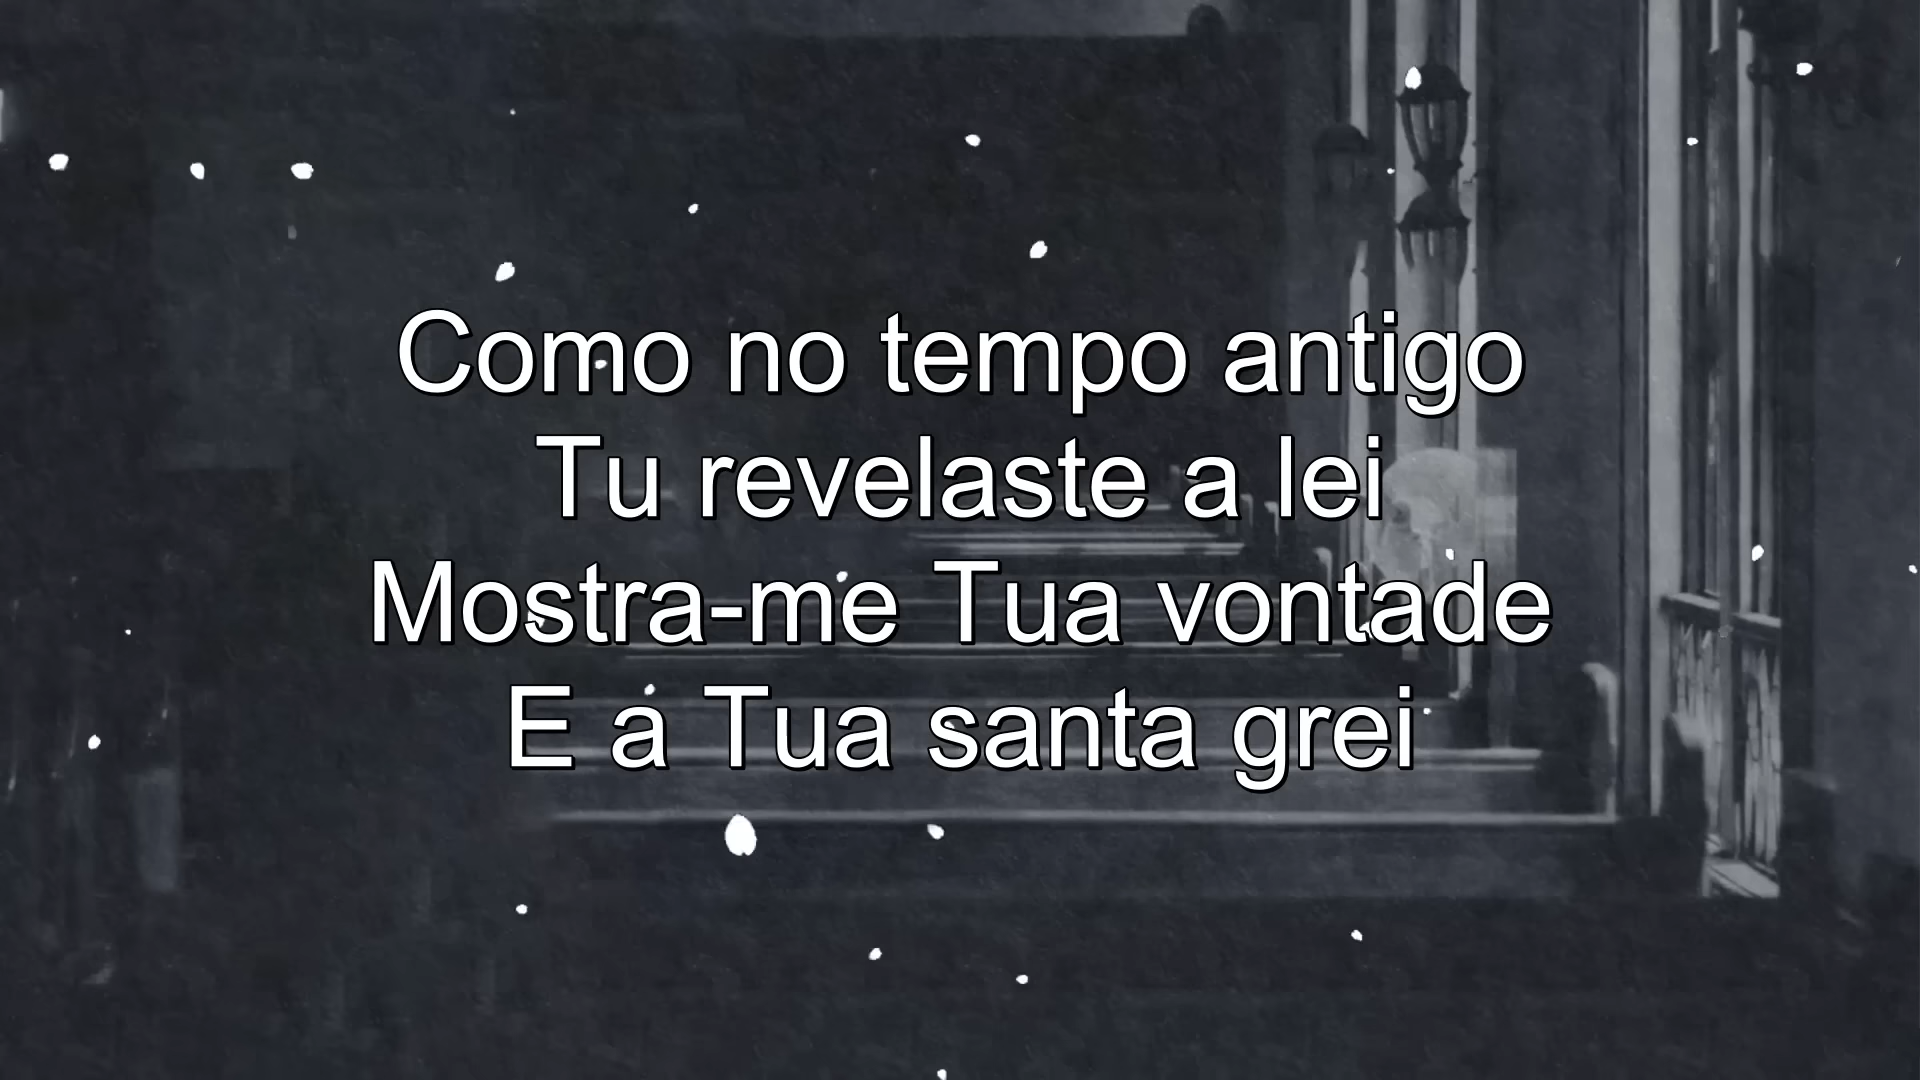 Como no tempo antigo
Tu revelaste a lei
Mostra-me Tua vontade
E a Tua santa grei